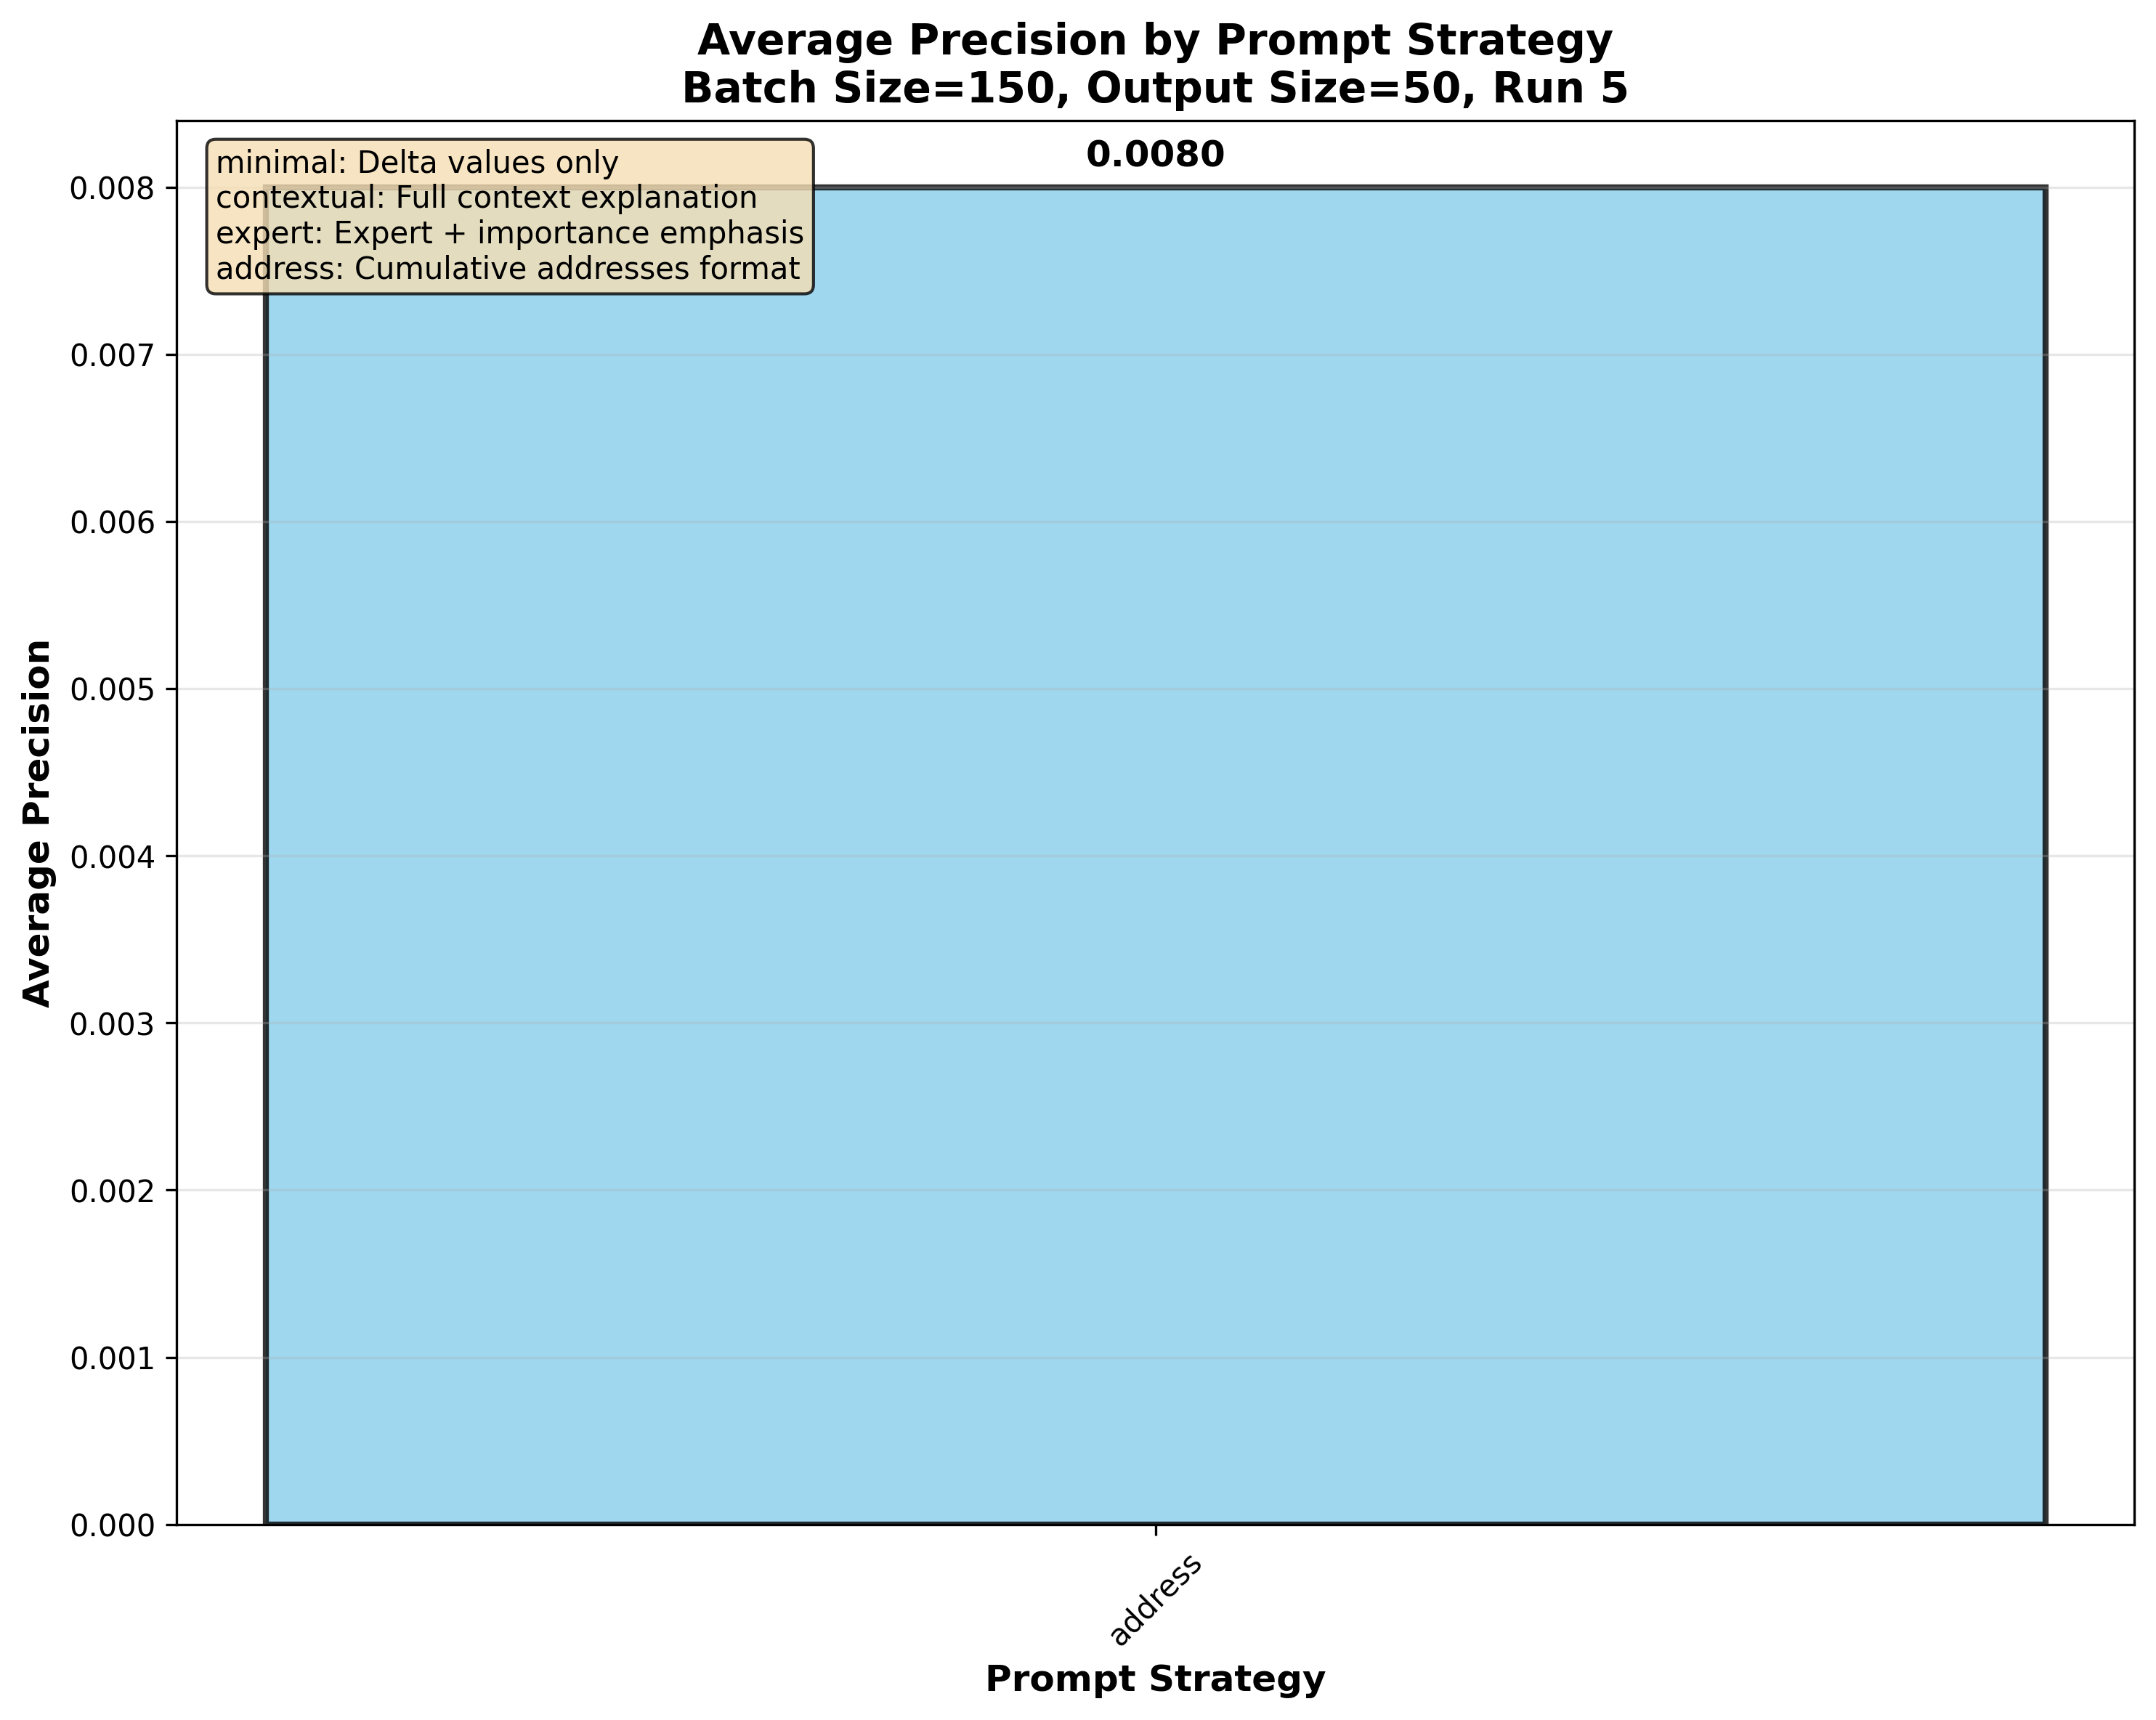 Average Precision by Prompt Strategy
Batch Size=150, Output Size=50, Run 5
0.0080
minimal: Delta values only
contextual: Full context explanation
expert: Expert + importance emphasis
address: Cumulative addresses format
Average Precision
0.008
0.007
0.006
0.005
0.004
0.003
0.002
0.001
0.000
address
Prompt Strategy